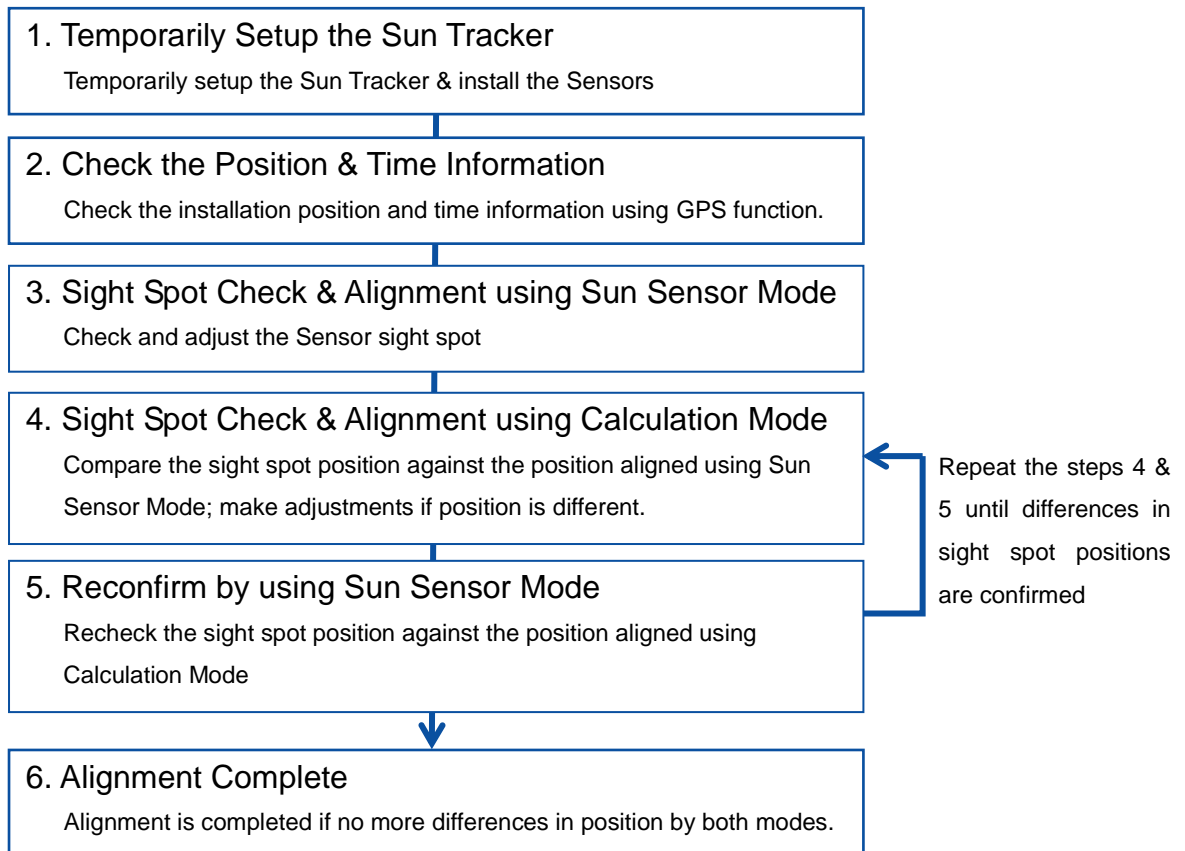 1. Temporarily Setup the Sun Tracker
Temporarily setup the Sun Tracker & install the Sensors
2. Check the Position & Time Information
Check the installation position and time information using GPS function.
3. Sight Spot Check & Alignment using Sun Sensor Mode
Check and adjust the Sensor sight spot
4. Sight Spot Check & Alignment using Calculation Mode
Compare the sight spot position against the position aligned using Sun
Sensor Mode; make adjustments if position is different.
Repeat the steps 4 &
5 until differences in
sight spot positions
are confirmed
5. Reconfirm by using Sun Sensor Mode
Recheck the sight spot position against the position aligned using
Calculation Mode
6. Alignment Complete
Alignment is completed if no more differences in position by both modes.